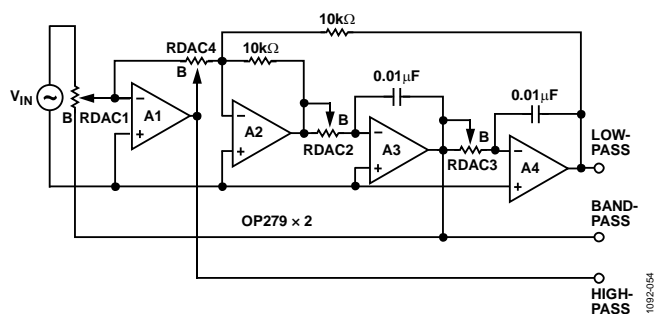 10kΩ
RDAC4
10kΩ
B
0.01µF
0.01µF
VIN
~
B
RDAC1
A1
A2
B
RDAC2
A3
B
RDAC3
A4
LOW-
PASS
BAND-
PASS
OP279 × 2
HIGH-
PASS
1092-054